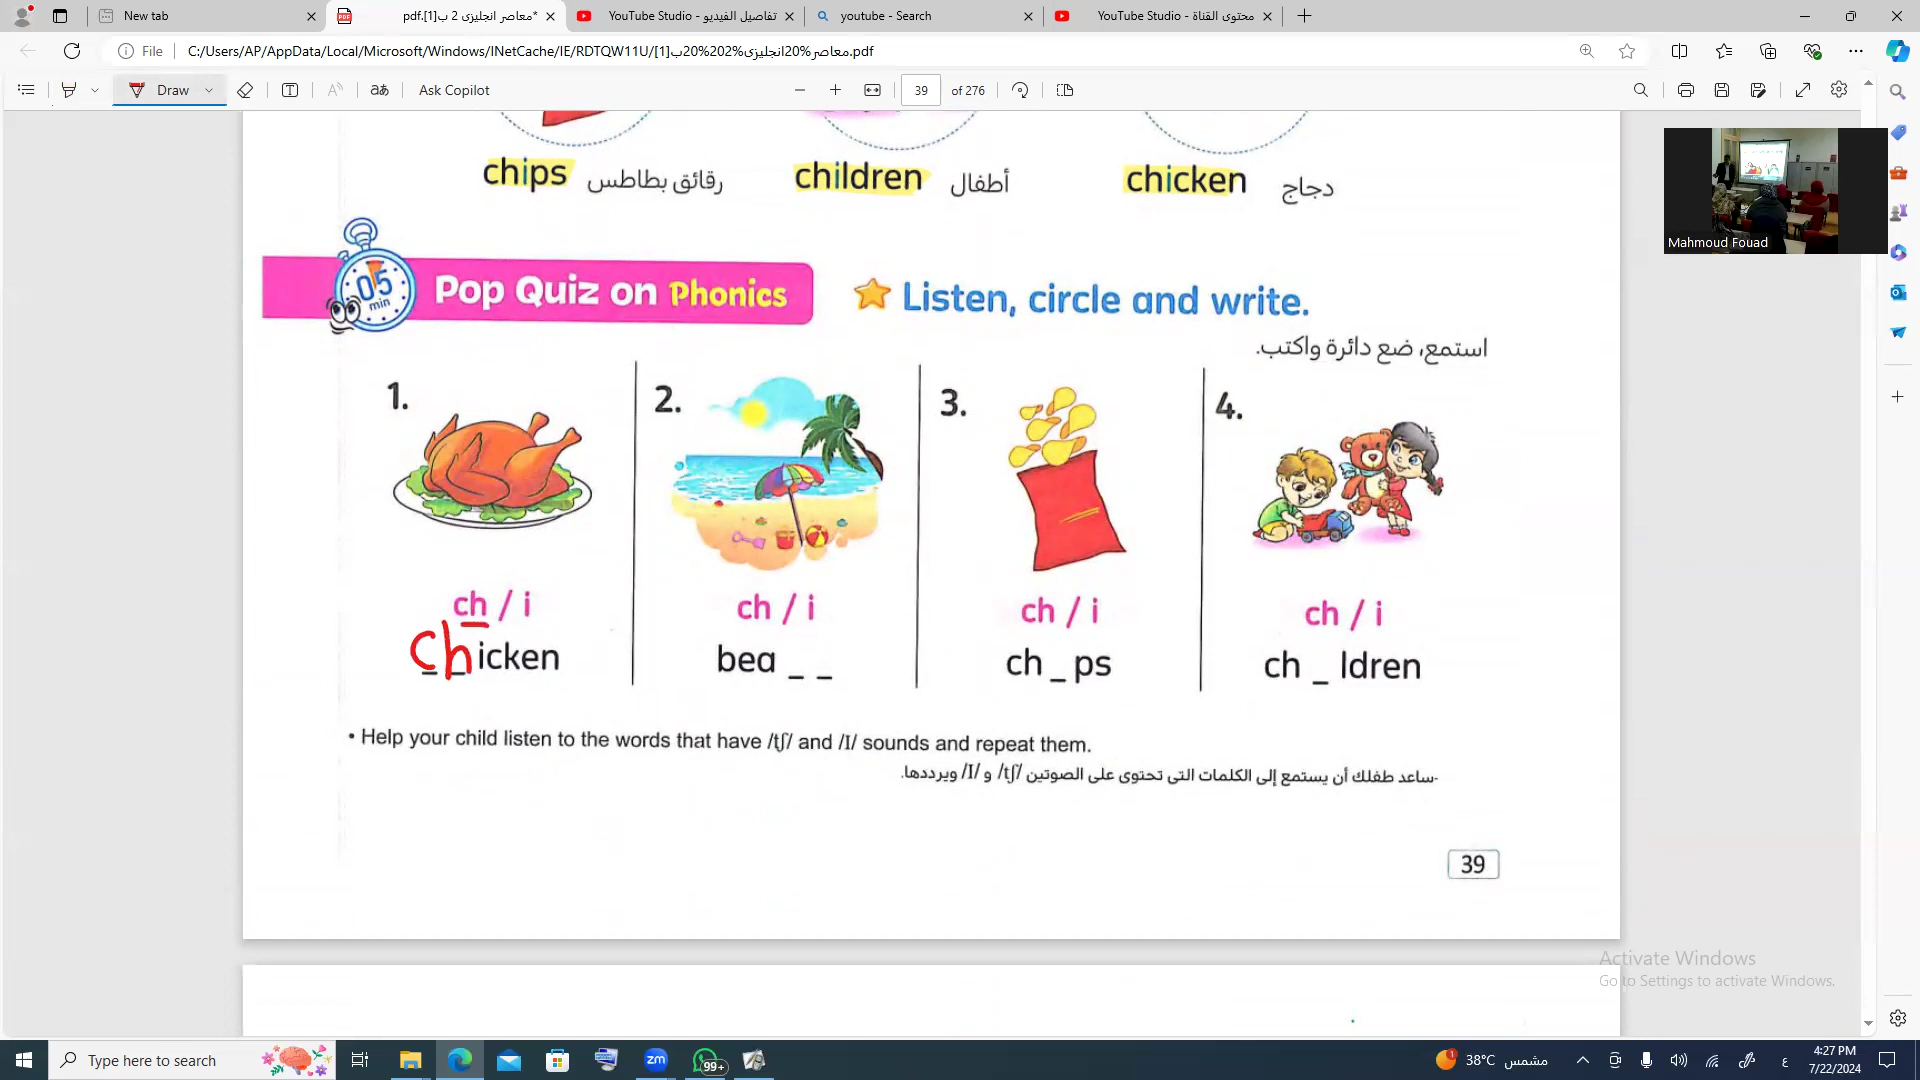 New tab
معاصر انجليزى 2 ب[1].pdf*
تفاصيل الفيديو - YouTube Studio
youtube - Search
محتوى القناة - YouTube Studio
File
C:/Users/AP/AppData/Local/Microsoft/Windows/INetCache/IE/RDTQW11U/معاصر%20انجليزى%202%20ب[1].pdf
Draw
aあ
Ask Copilot
39 of 276
chips رقائق بطاطس children أطفال chicken دجاج
Mahmoud Fouad
05 min
Pop Quiz on Phonics
Listen, circle and write.
استمع، ضع دائرة واكتب.
1. 2. 3. 4.
ch / i ch / i ch / i ch / i
chicken bea _ _ ch _ ps ch _ ldren
• Help your child listen to the words that have /tʃ/ and /I/ sounds and repeat them.
-ساعد طفلك أن يستمع إلى الكلمات التى تحتوى على الصوتين /tʃ/ و /I/ ويرددها.
39
Activate Windows
Go to Settings to activate Windows.
Type here to search
zm
99+
38°C مشمس
ع
4:27 PM
7/22/2024